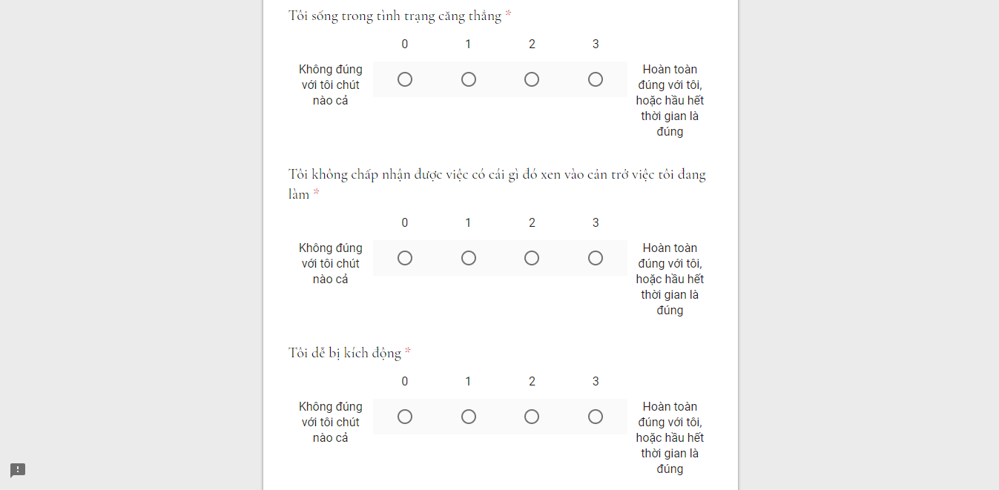 Tôi sống trong tình trạng căng thẳng *
0 1 2 3
Không đúng
với tôi chút
nào cả
Hoàn toàn
đúng với tôi,
hoặc hầu hết
thời gian là
đúng
Tôi không chấp nhận được việc có cái gì đó xen vào cản trở việc tôi đang
làm *
0 1 2 3
Không đúng
với tôi chút
nào cả
Hoàn toàn
đúng với tôi,
hoặc hầu hết
thời gian là
đúng
Tôi dễ bị kích động *
0 1 2 3
Không đúng
với tôi chút
nào cả
Hoàn toàn
đúng với tôi,
hoặc hầu hết
thời gian là
đúng